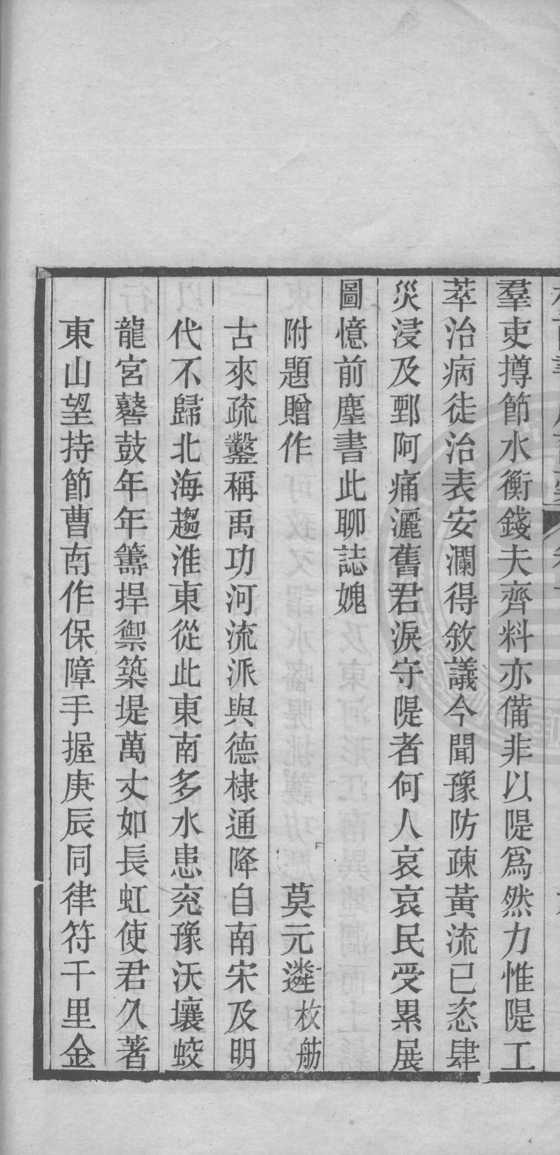 羣吏撙節水衡錢夫齊料亦備非以隄爲然力惟隄工
萃治病徒治表安瀾得敘議今聞豫防疎黃流已恣肆
災浸及鄄阿痛灑舊君淚守隄者何人哀哀民受累展
圖憶前塵書此聊誌媿
附題贈作 莫元遴枚舫
古來疏鑿稱禹功河流派與德棣通降自南宋及明
代不歸北海趨淮東從此東南多水患兖豫沃壤蛟
龍宮鼛鼓年年籌捍禦築堤萬丈如長虹使君久著
東山望持節曹南作保障手握庚辰同律符千里金